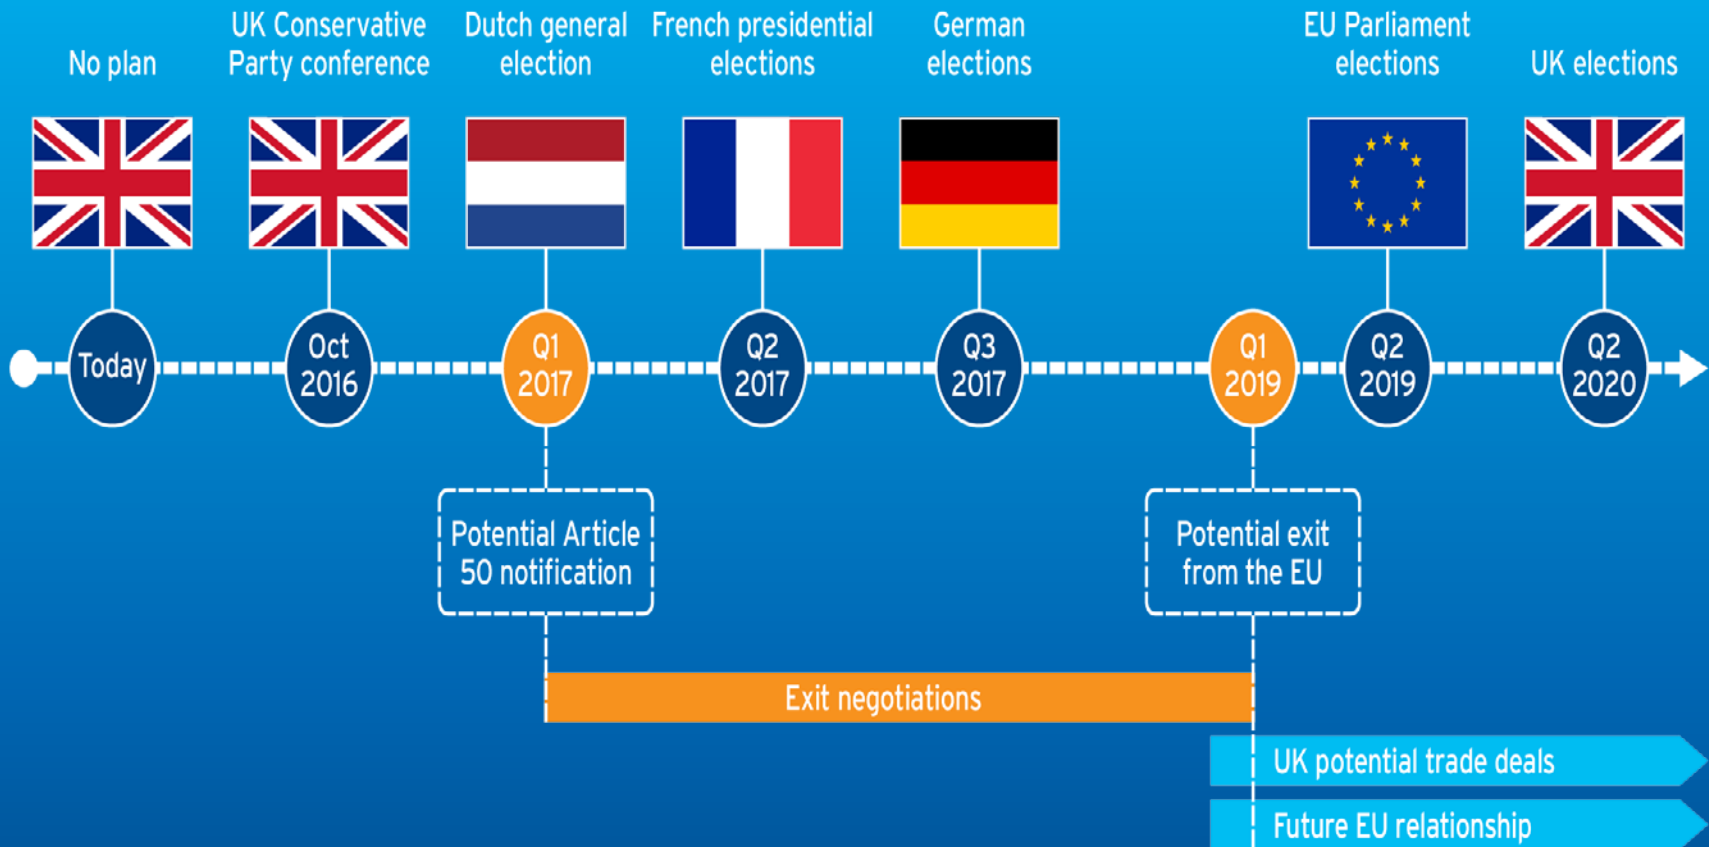 No plan
UK Conservative
Party conference
Dutch general
election
French presidential
elections
German
elections
EU Parliament
elections
UK elections
Today
Oct
2016
Q1
2017
Q2
2017
Q3
2017
Q1
2019
Q2
2019
Q2
2020
Potential Article
50 notification
Potential exit
from the EU
Exit negotiations
UK potential trade deals
Future EU relationship